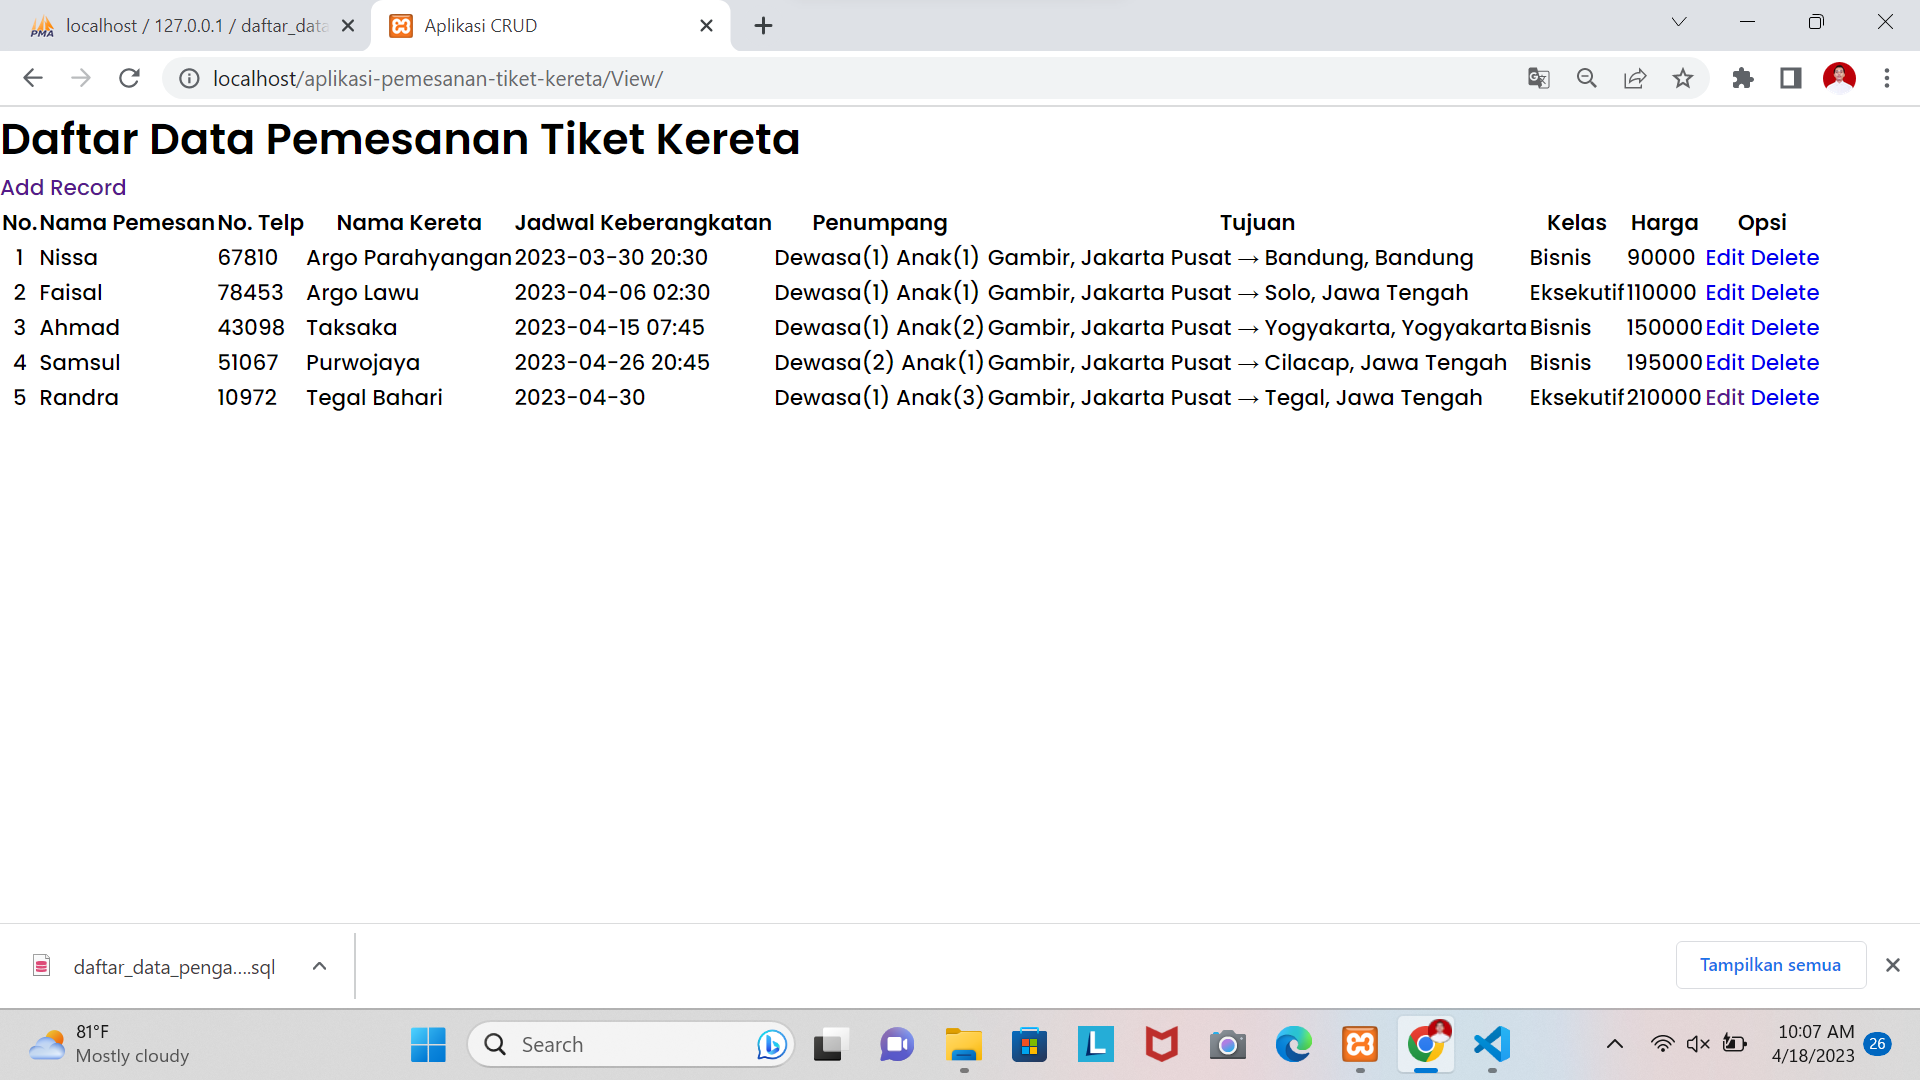 PMA localhost / 127.0.0.1 / daftar_data
Aplikasi CRUD
localhost/aplikasi-pemesanan-tiket-kereta/View/
Daftar Data Pemesanan Tiket Kereta
Add Record
No. Nama Pemesan No. Telp Nama Kereta Jadwal Keberangkatan Penumpang Tujuan Kelas Harga Opsi
1 Nissa 67810 Argo Parahyangan 2023-03-30 20:30 Dewasa(1) Anak(1) Gambir, Jakarta Pusat → Bandung, Bandung Bisnis 90000 Edit Delete
2 Faisal 78453 Argo Lawu 2023-04-06 02:30 Dewasa(1) Anak(1) Gambir, Jakarta Pusat → Solo, Jawa Tengah Eksekutif 110000 Edit Delete
3 Ahmad 43098 Taksaka 2023-04-15 07:45 Dewasa(1) Anak(2) Gambir, Jakarta Pusat → Yogyakarta, Yogyakarta Bisnis 150000 Edit Delete
4 Samsul 51067 Purwojaya 2023-04-26 20:45 Dewasa(2) Anak(1) Gambir, Jakarta Pusat → Cilacap, Jawa Tengah Bisnis 195000 Edit Delete
5 Randra 10972 Tegal Bahari 2023-04-30 Dewasa(1) Anak(3) Gambir, Jakarta Pusat → Tegal, Jawa Tengah Eksekutif 210000 Edit Delete
daftar_data_penga....sql
Tampilkan semua
81°F
Mostly cloudy
Search
10:07 AM
4/18/2023
26